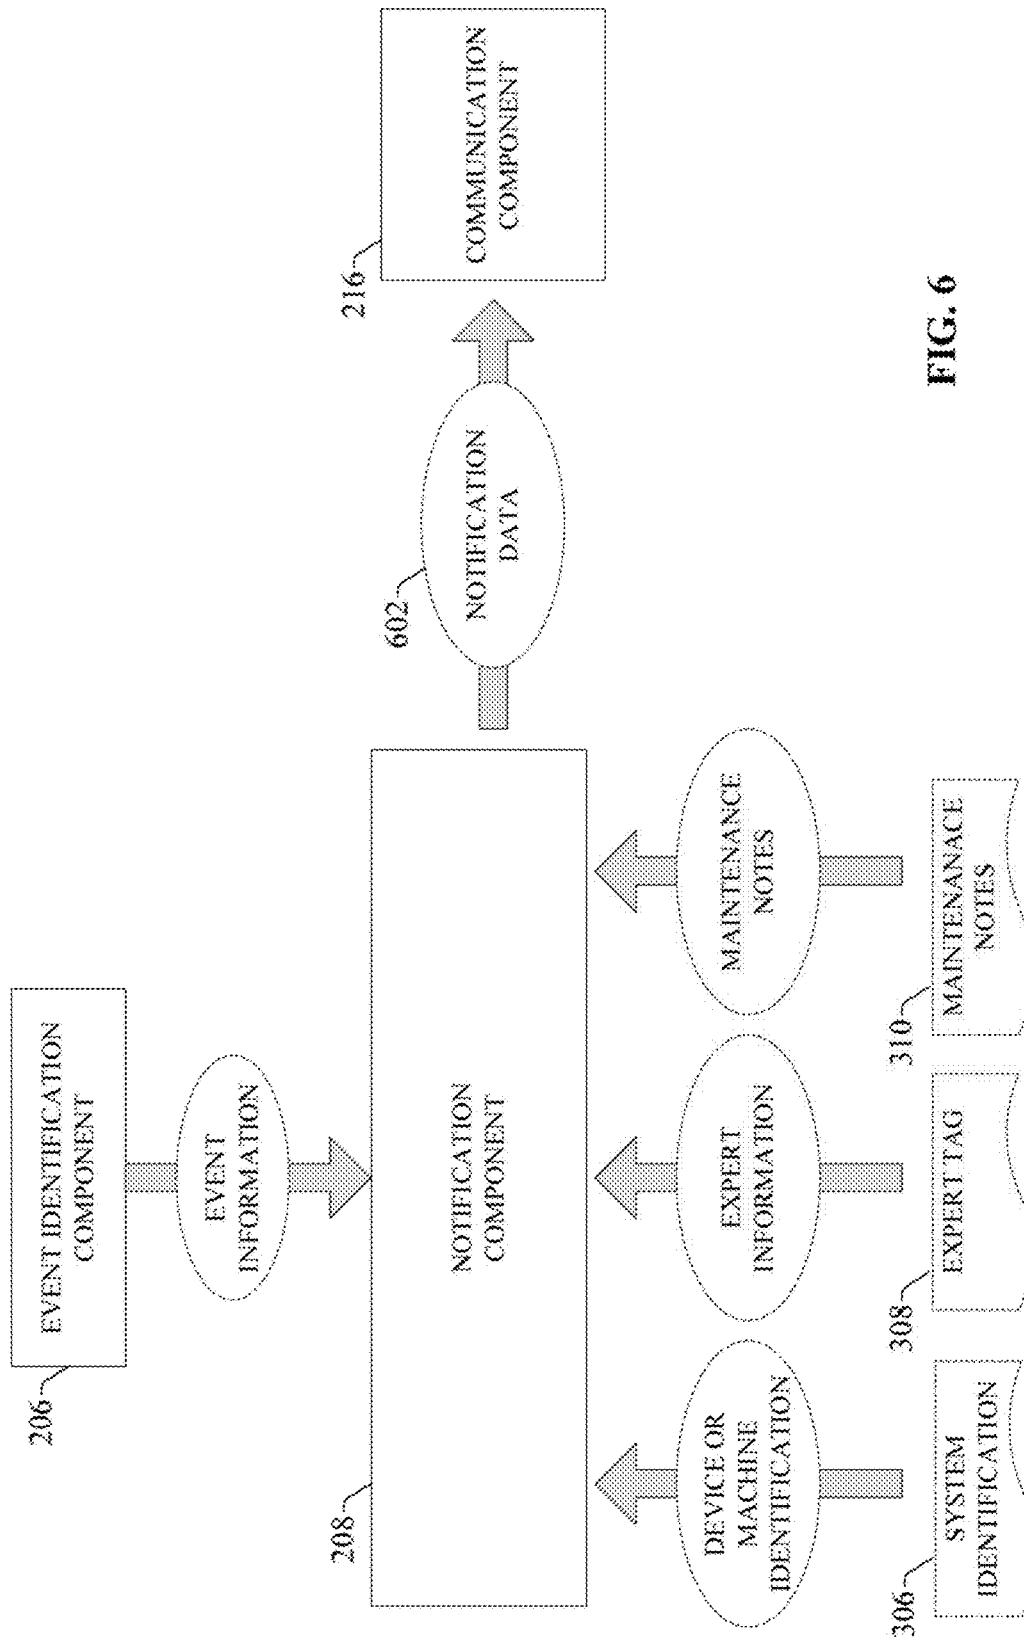 206
EVENT IDENTIFICATION
COMPONENT
EVENT
INFORMATION
208
NOTIFICATION
COMPONENT
602
NOTIFICATION
DATA
216
COMMUNICATION
COMPONENT
DEVICE OR
MACHINE
IDENTIFICATION
EXPERT
INFORMATION
MAINTENANCE
NOTES
306
SYSTEM
IDENTIFICATION
308
EXPERT TAG
310
MAINTENANACE
NOTES
FIG. 6